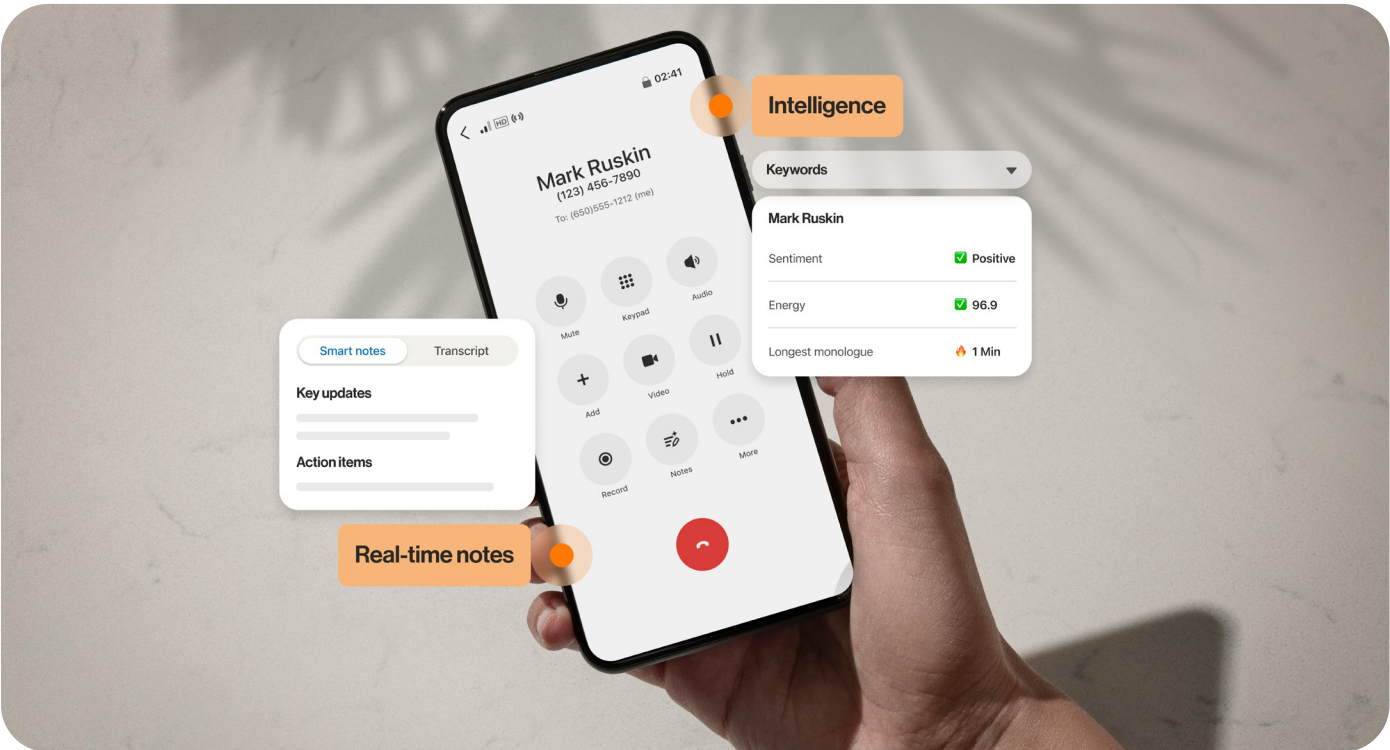 02:41
HD
Mark Ruskin
(123) 456-7890
To: (650)555-1212 (me)
Mute
Keypad
Audio
Add
Video
Hold
Record
Notes
More
Intelligence
Keywords
Mark Ruskin
Sentiment
Positive
Energy
96.9
Longest monologue
1 Min
Smart notes
Transcript
Key updates
Action items
Real-time notes